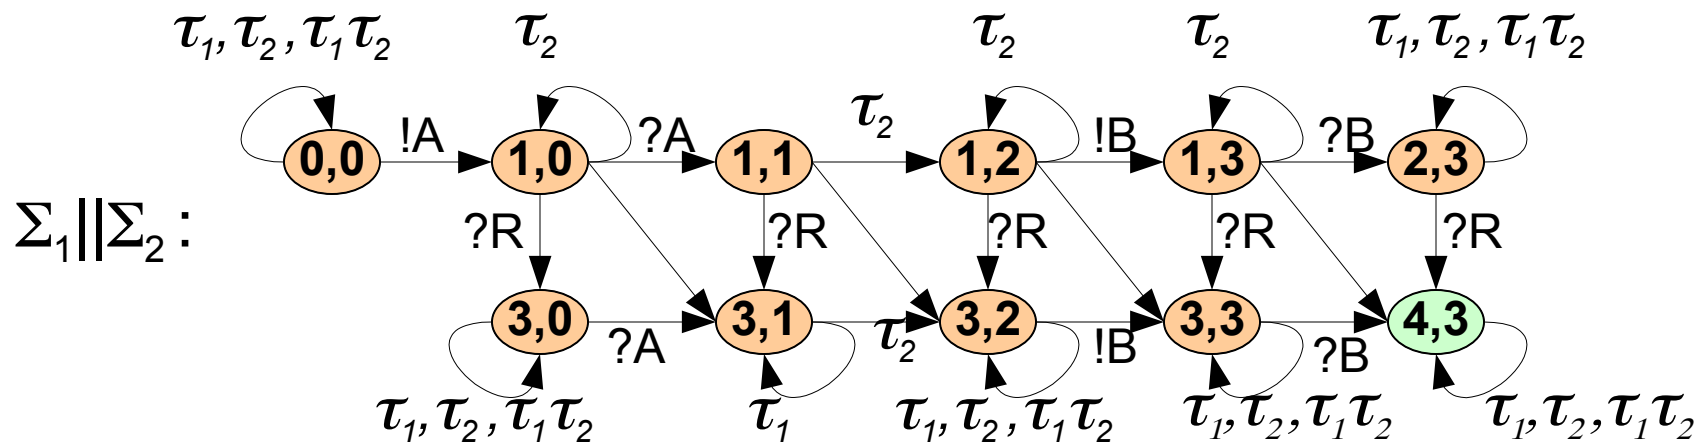 τ1,τ2,τ1τ2 τ2 τ2 τ2 τ1,τ2,τ1τ2
!A ?A τ2 !B ?B
0,0 1,0 1,1 1,2 1,3 2,3
Σ1||Σ2: ?R ?R ?R ?R ?R
3,0 3,1 3,2 3,3 4,3
?A τ2 !B ?B
τ1,τ2,τ1τ2 τ1 τ1,τ2,τ1τ2 τ1,τ2,τ1τ2 τ1,τ2,τ1τ2